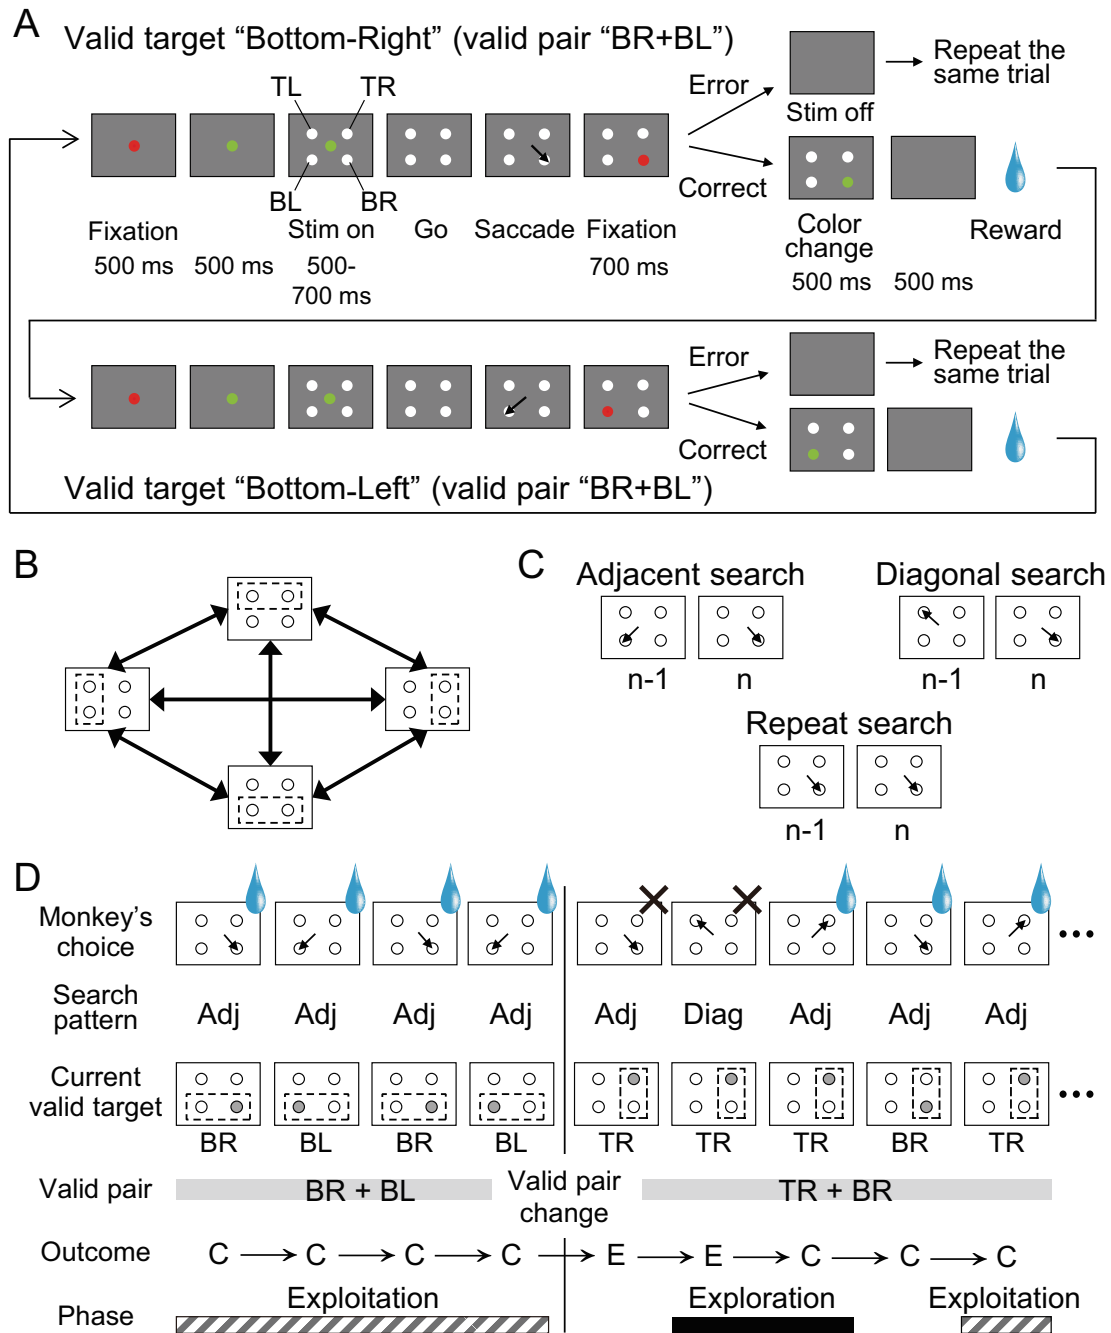 A
Valid target “Bottom-Right” (valid pair “BR+BL”)
TL
TR
BL
BR
Error
Stim off
Repeat the
same trial
Correct
Fixation
500 ms
500 ms
Stim on
500-
700 ms
Go
Saccade
Fixation
700 ms
Color
change
500 ms
500 ms
Reward
Error
Repeat the
same trial
Correct
Valid target “Bottom-Left” (valid pair “BR+BL”)
B
C
Adjacent search
n-1
n
Diagonal search
n-1
n
Repeat search
n-1
n
D
Monkey’s
choice
Search
pattern
Adj
Adj
Adj
Adj
Adj
Diag
Adj
Adj
Adj
Current
valid target
BR
BL
BR
BL
TR
TR
TR
BR
TR
Valid pair
BR + BL
Valid pair
change
TR + BR
Outcome
C
C
C
C
E
E
C
C
C
Phase
Exploitation
Exploration
Exploitation